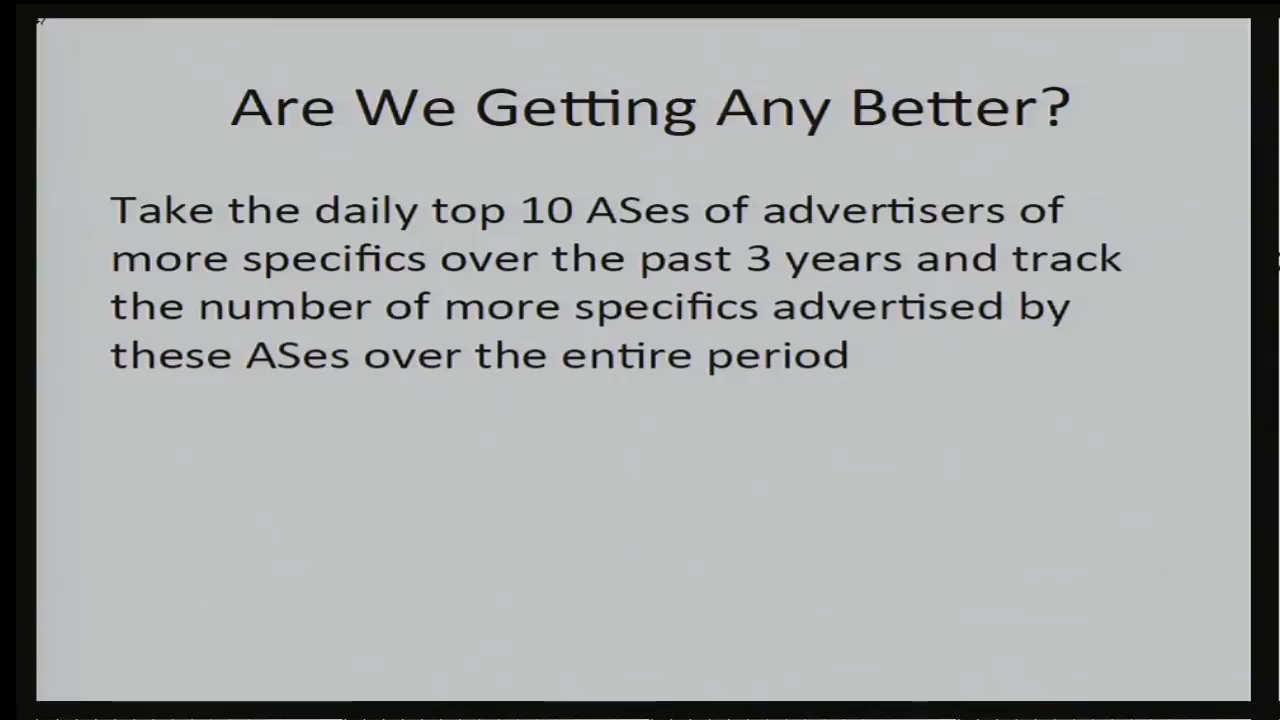 Are We Getting Any Better?
Take the daily top 10 ASes of advertisers of
more specifics over the past 3 years and track
the number of more specifics advertised by
these ASes over the entire period